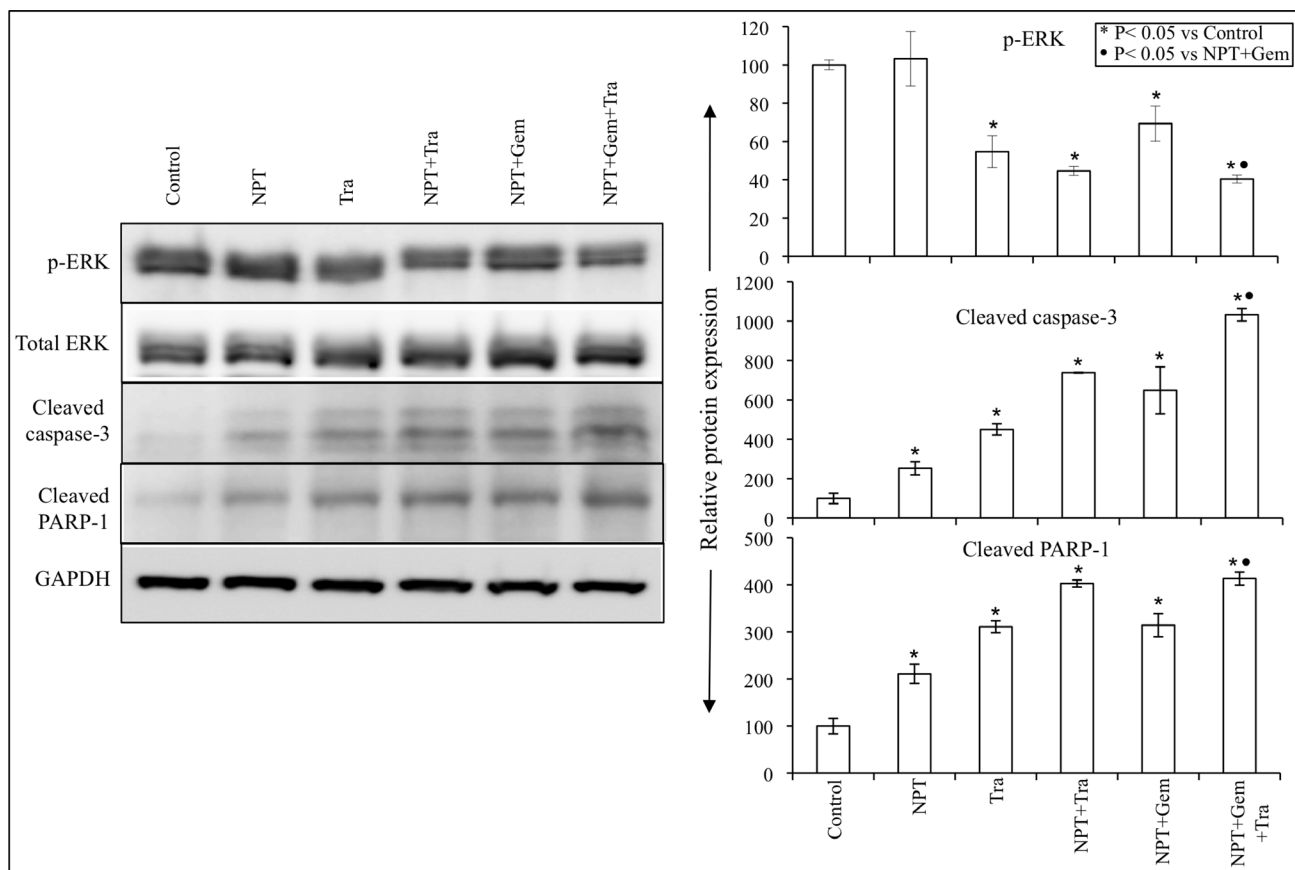 Control
NPT
Tra
NPT+Tra
NPT+Gem
NPT+Gem+Tra
p-ERK
Total ERK
Cleaved
caspase-3
Cleaved
PARP-1
GAPDH
Relative protein expression
p-ERK
* P< 0.05 vs Control
• P< 0.05 vs NPT+Gem
120
100
80
60
40
20
0
*
*
*
*•
Cleaved caspase-3
1200
1000
800
600
400
200
0
*
*
*
*
*•
Cleaved PARP-1
500
400
300
200
100
0
*
*
*
*
*•
Control
NPT
Tra
NPT+Tra
NPT+Gem
NPT+Gem
+Tra